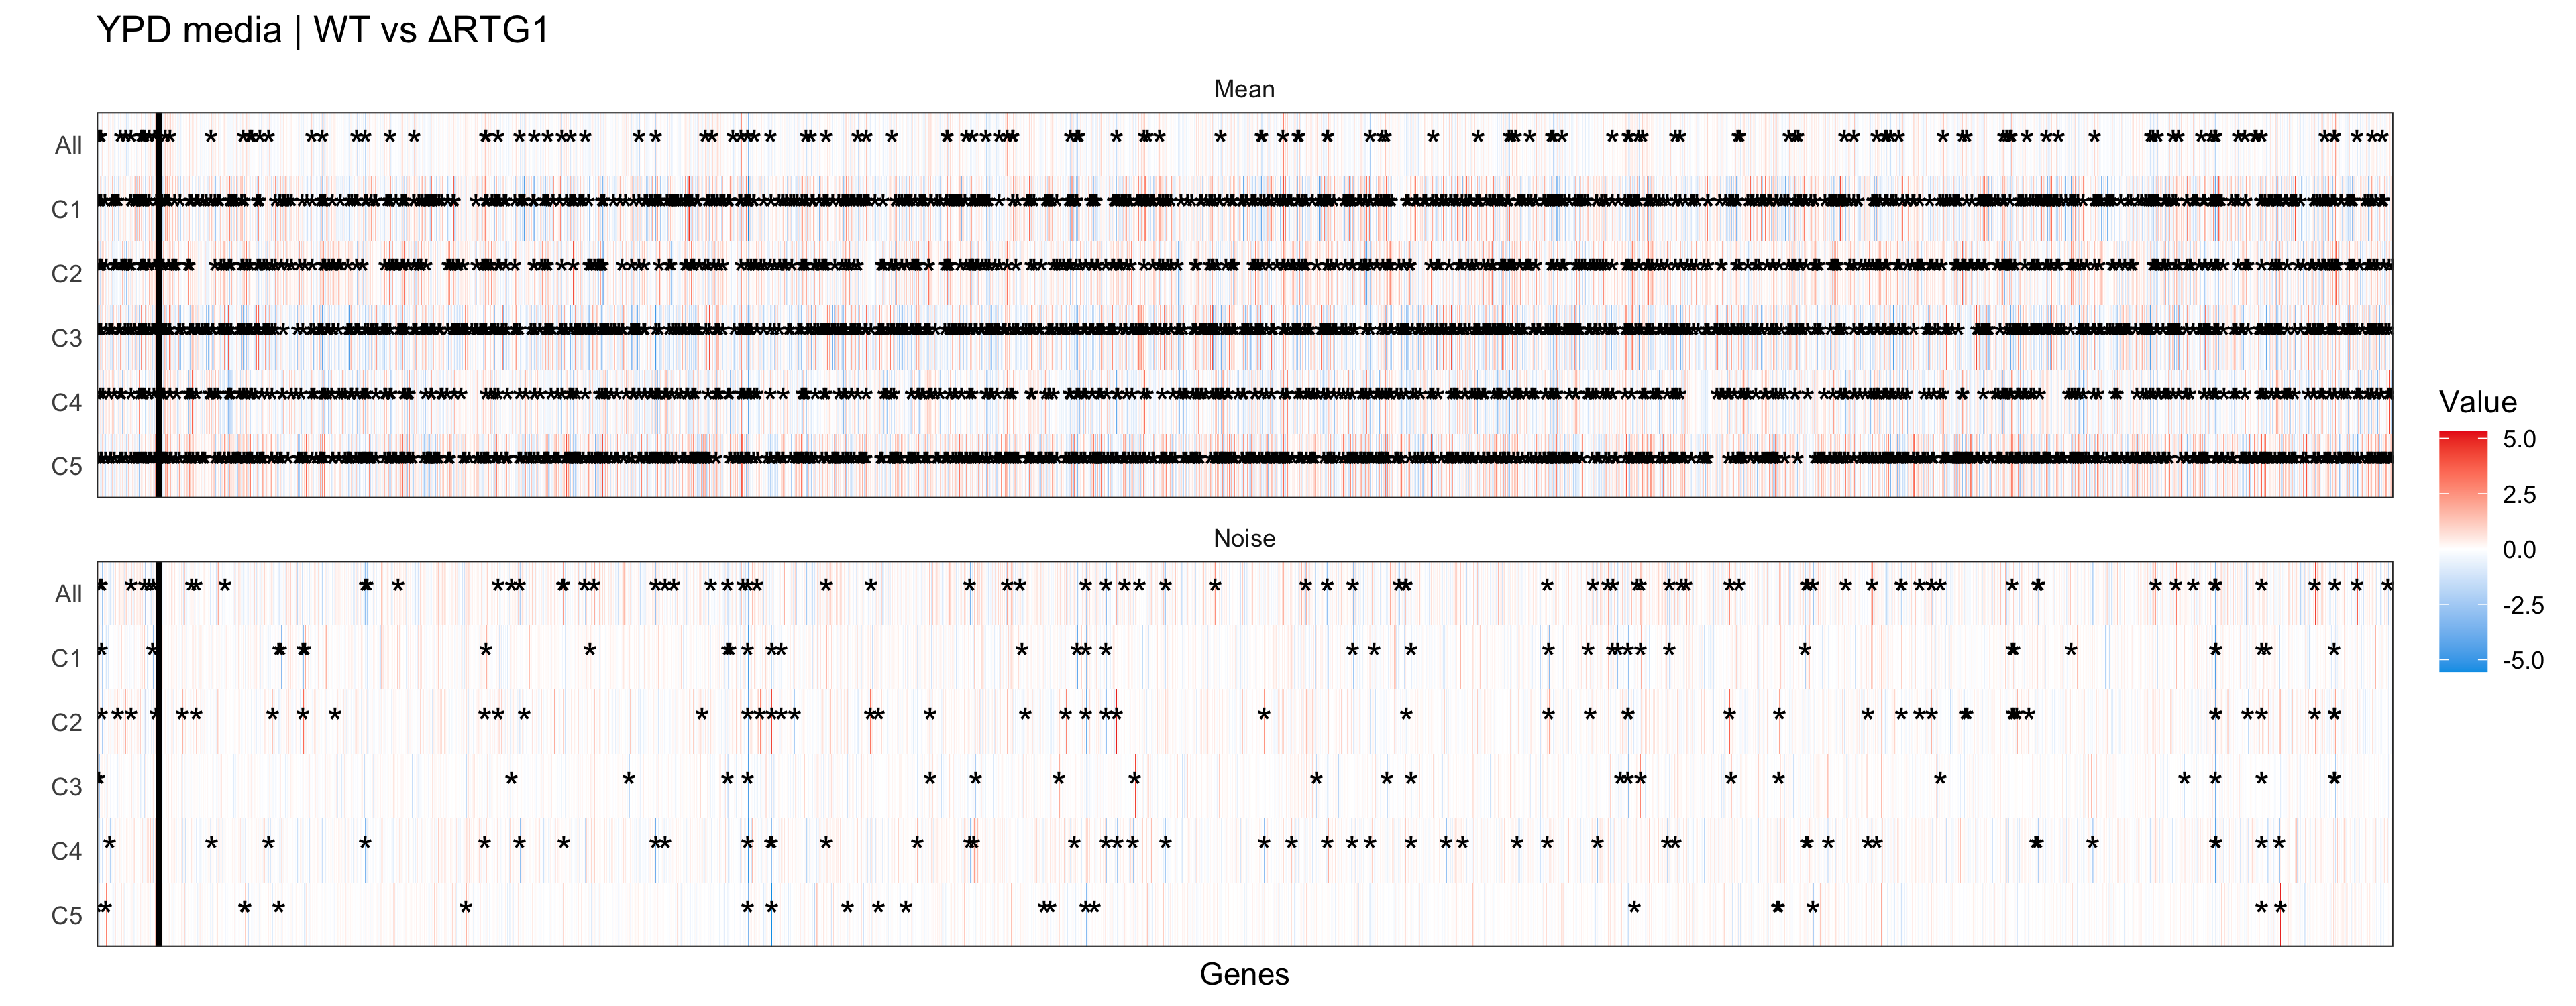 YPD media | WT vs ΔRTG1
Mean
All
C1
C2
C3
C4
C5
Noise
All
C1
C2
C3
C4
C5
Genes
Value
5.0
2.5
0.0
-2.5
-5.0